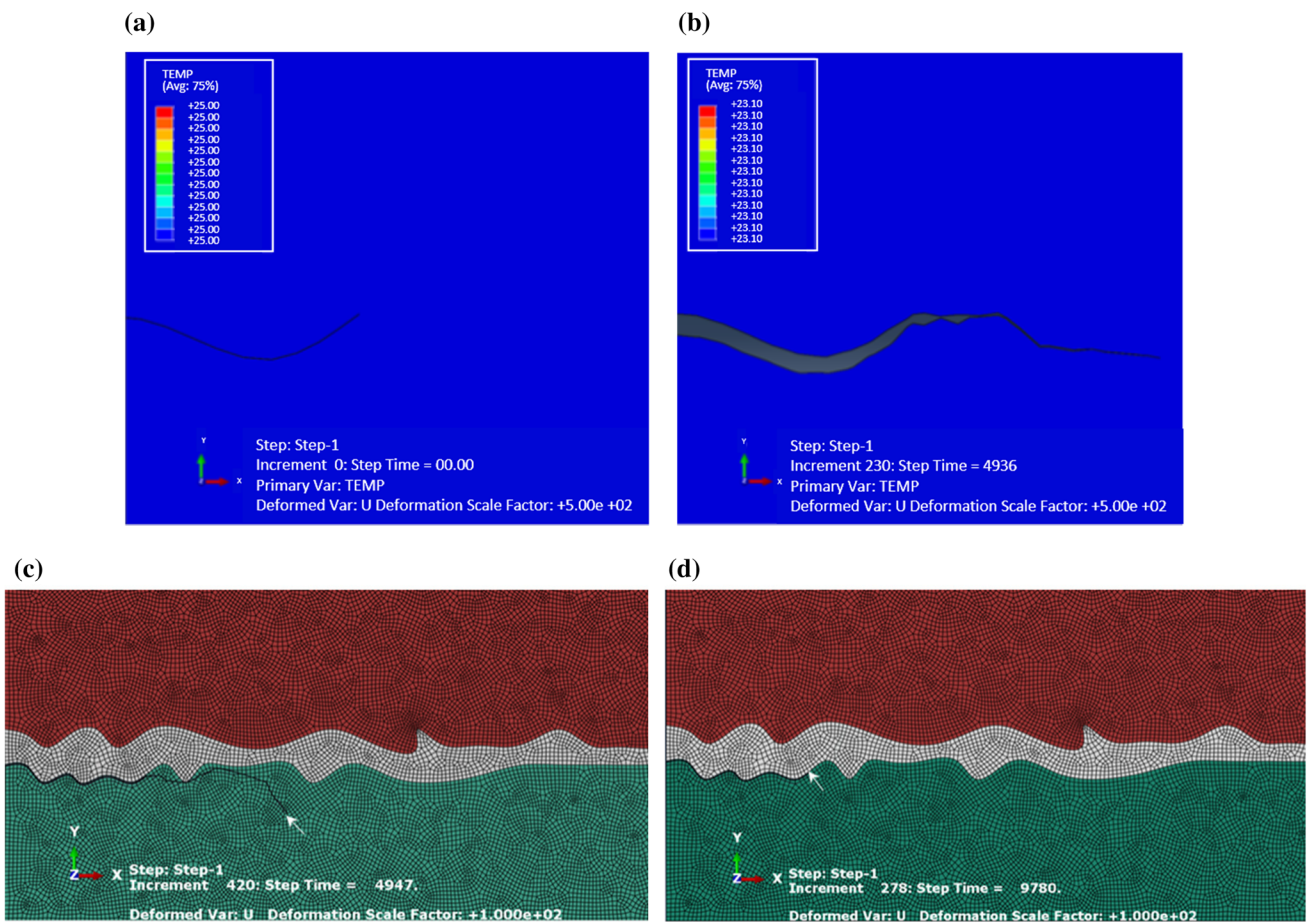 (a)
TEMP
(Avg: 75%)
+25.00
+25.00
+25.00
+25.00
+25.00
+25.00
+25.00
+25.00
+25.00
+25.00
+25.00
+25.00
+25.00
Y
X
Step: Step-1
Increment 0: Step Time = 00.00
Primary Var: TEMP
Deformed Var: U Deformation Scale Factor: +5.00e +02
(b)
TEMP
(Avg: 75%)
+23.10
+23.10
+23.10
+23.10
+23.10
+23.10
+23.10
+23.10
+23.10
+23.10
+23.10
+23.10
+23.10
Y
X
Step: Step-1
Increment 230: Step Time = 4936
Primary Var: TEMP
Deformed Var: U Deformation Scale Factor: +5.00e +02
(c)
Y
Z X
Step: Step-1
Increment 420: Step Time = 4947.
Deformed Var: U Deformation Scale Factor: +1.000e+02
(d)
Y
Z X
Step: Step-1
Increment 278: Step Time = 9780.
Deformed Var: U Deformation Scale Factor: +1.000e+02